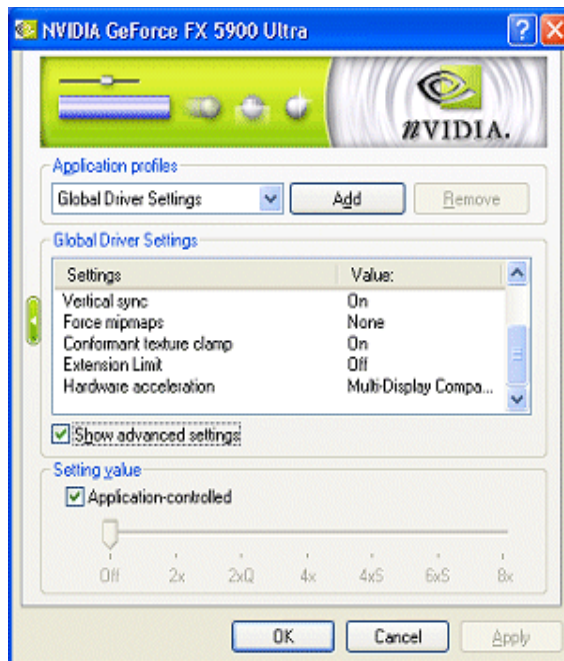 NVIDIA GeForce FX 5900 Ultra
nVIDIA.
Application profiles
Global Driver Settings Add Remove
Global Driver Settings
Settings Value:
Vertical sync On
Force mipmaps None
Conformant texture clamp On
Extension Limit Off
Hardware acceleration Multi-Display Compa...
Show advanced settings
Setting value
Application-controlled
Off 2x 2xQ 4x 4xS 6xS 8x
OK Cancel Apply